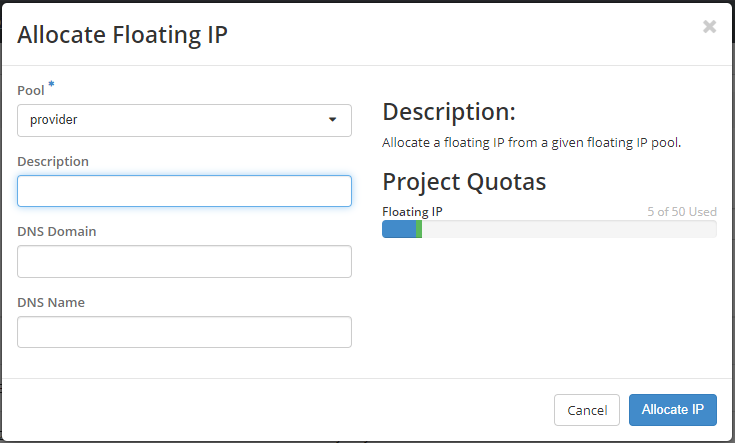 Allocate Floating IP
×
Pool *
provider
Description
DNS Domain
DNS Name
Description:
Allocate a floating IP from a given floating IP pool.
Project Quotas
Floating IP
5 of 50 Used
Cancel
Allocate IP